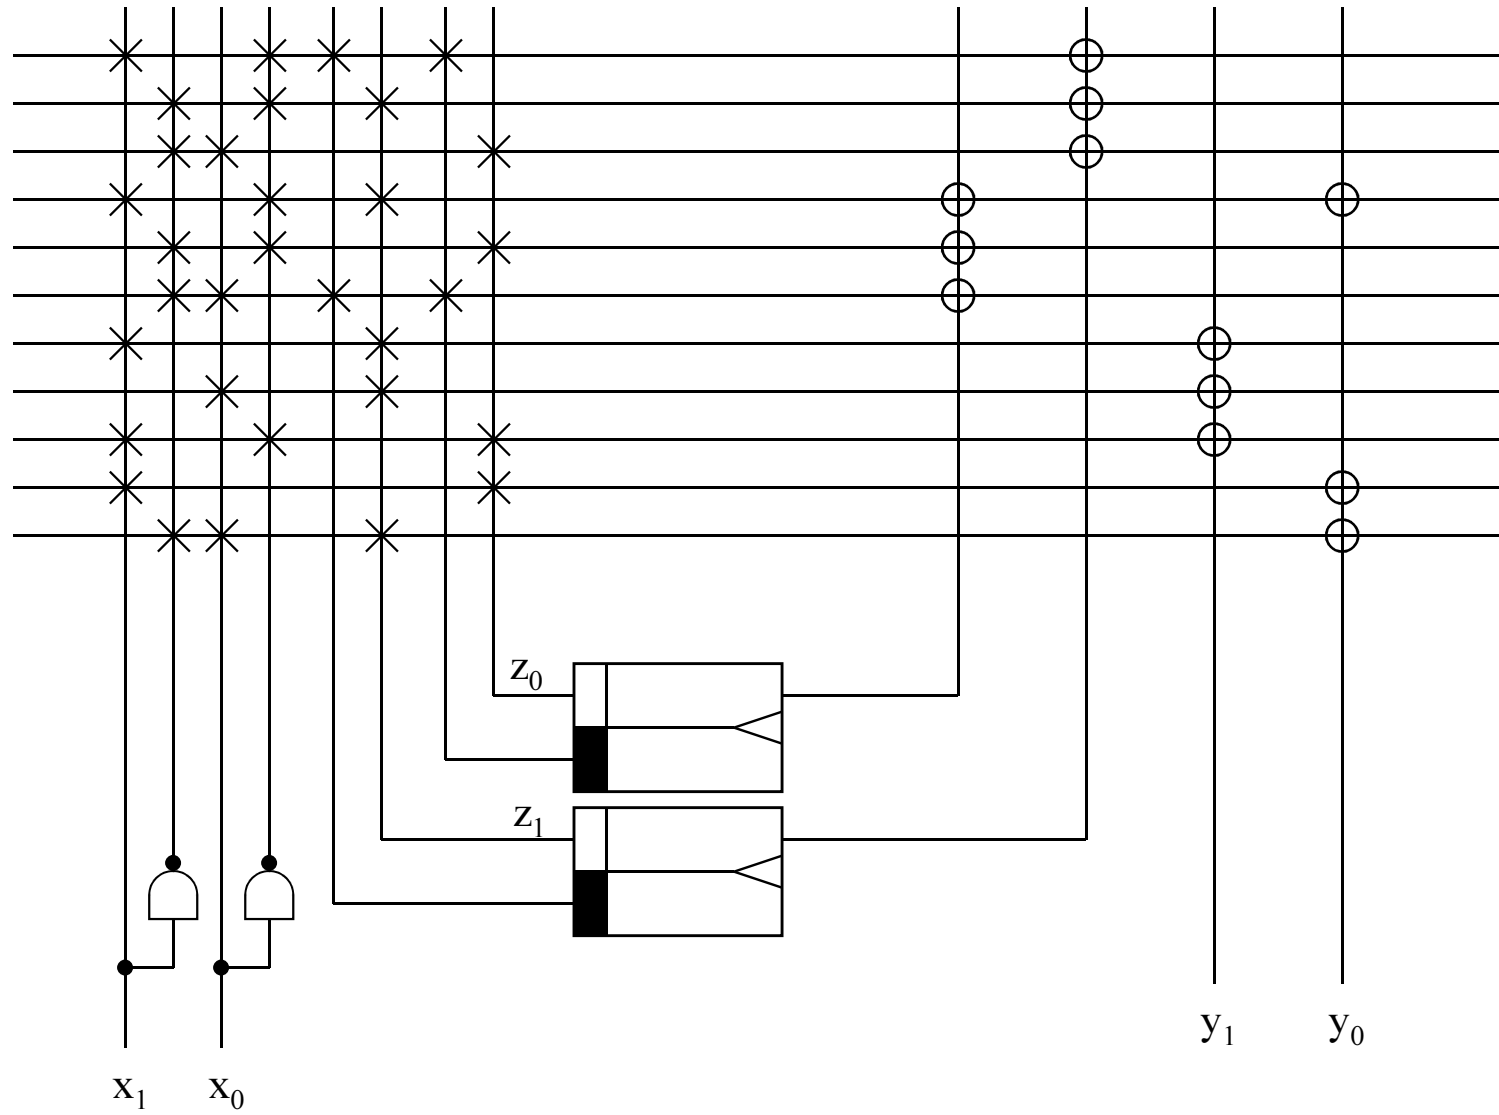 z₀
z₁
y₁ y₀
x₁ x₀